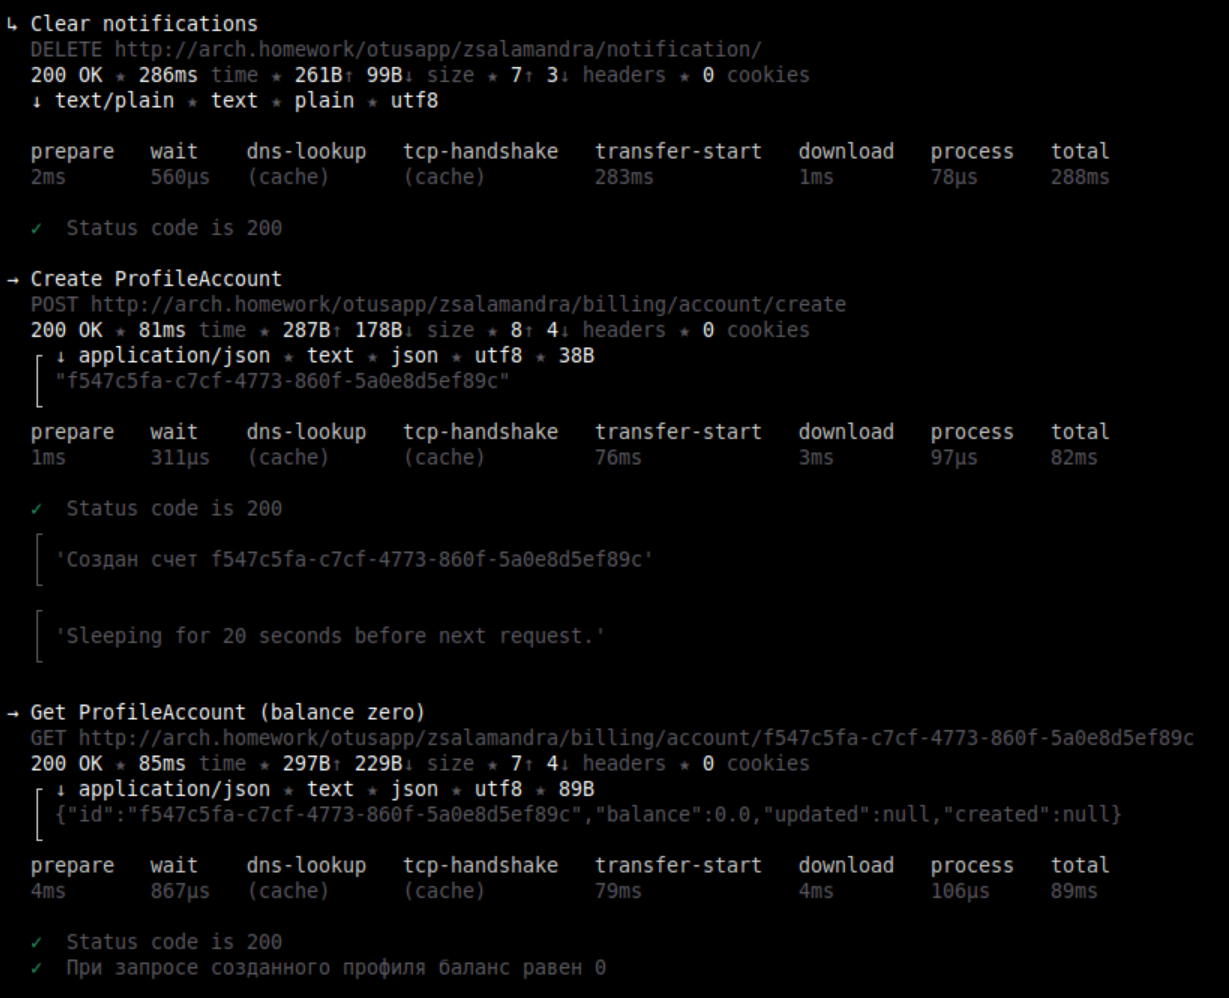 ↳ Clear notifications
DELETE http://arch.homework/otusapp/zsalamandra/notification/
200 OK ★ 286ms time ★ 261B↑ 99B↓ size ★ 7↑ 3↓ headers ★ 0 cookies
↓ text/plain ★ text ★ plain ★ utf8
prepare wait dns-lookup tcp-handshake transfer-start download process total
2ms 560µs (cache) (cache) 283ms 1ms 78µs 288ms
✓ Status code is 200
→ Create ProfileAccount
POST http://arch.homework/otusapp/zsalamandra/billing/account/create
200 OK ★ 81ms time ★ 287B↑ 178B↓ size ★ 8↑ 4↓ headers ★ 0 cookies
↓ application/json ★ text ★ json ★ utf8 ★ 38B
"f547c5fa-c7cf-4773-860f-5a0e8d5ef89c"
prepare wait dns-lookup tcp-handshake transfer-start download process total
1ms 311µs (cache) (cache) 76ms 3ms 97µs 82ms
✓ Status code is 200
'Создан счет f547c5fa-c7cf-4773-860f-5a0e8d5ef89c'
'Sleeping for 20 seconds before next request.'
→ Get ProfileAccount (balance zero)
GET http://arch.homework/otusapp/zsalamandra/billing/account/f547c5fa-c7cf-4773-860f-5a0e8d5ef89c
200 OK ★ 85ms time ★ 297B↑ 229B↓ size ★ 7↑ 4↓ headers ★ 0 cookies
↓ application/json ★ text ★ json ★ utf8 ★ 89B
{"id":"f547c5fa-c7cf-4773-860f-5a0e8d5ef89c","balance":0.0,"updated":null,"created":null}
prepare wait dns-lookup tcp-handshake transfer-start download process total
4ms 867µs (cache) (cache) 79ms 4ms 106µs 89ms
✓ Status code is 200
✓ При запросе созданного профиля баланс равен 0